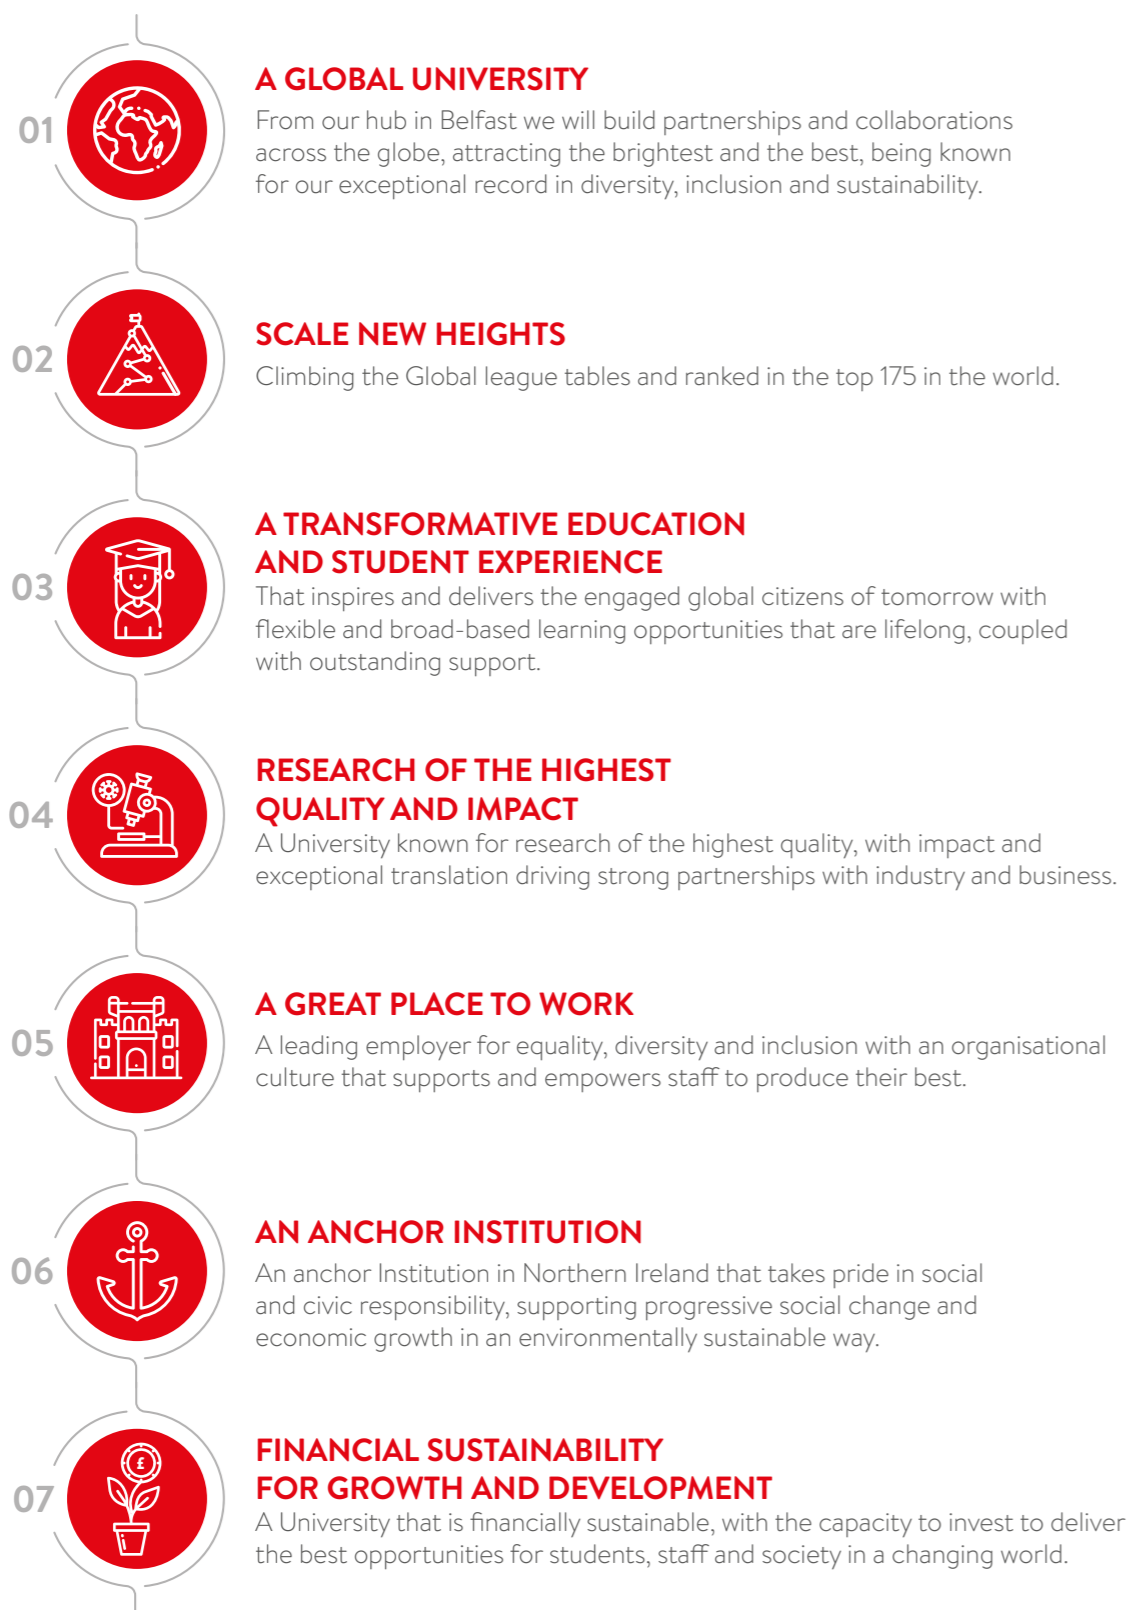 01
A GLOBAL UNIVERSITY
From our hub in Belfast we will build partnerships and collaborations
across the globe, attracting the brightest and the best, being known
for our exceptional record in diversity, inclusion and sustainability.
02
SCALE NEW HEIGHTS
Climbing the Global league tables and ranked in the top 175 in the world.
03
A TRANSFORMATIVE EDUCATION
AND STUDENT EXPERIENCE
That inspires and delivers the engaged global citizens of tomorrow with
flexible and broad-based learning opportunities that are lifelong, coupled
with outstanding support.
04
RESEARCH OF THE HIGHEST
QUALITY AND IMPACT
A University known for research of the highest quality, with impact and
exceptional translation driving strong partnerships with industry and business.
05
A GREAT PLACE TO WORK
A leading employer for equality, diversity and inclusion with an organisational
culture that supports and empowers staff to produce their best.
06
AN ANCHOR INSTITUTION
An anchor Institution in Northern Ireland that takes pride in social
and civic responsibility, supporting progressive social change and
economic growth in an environmentally sustainable way.
07
£
FINANCIAL SUSTAINABILITY
FOR GROWTH AND DEVELOPMENT
A University that is financially sustainable, with the capacity to invest to deliver
the best opportunities for students, staff and society in a changing world.